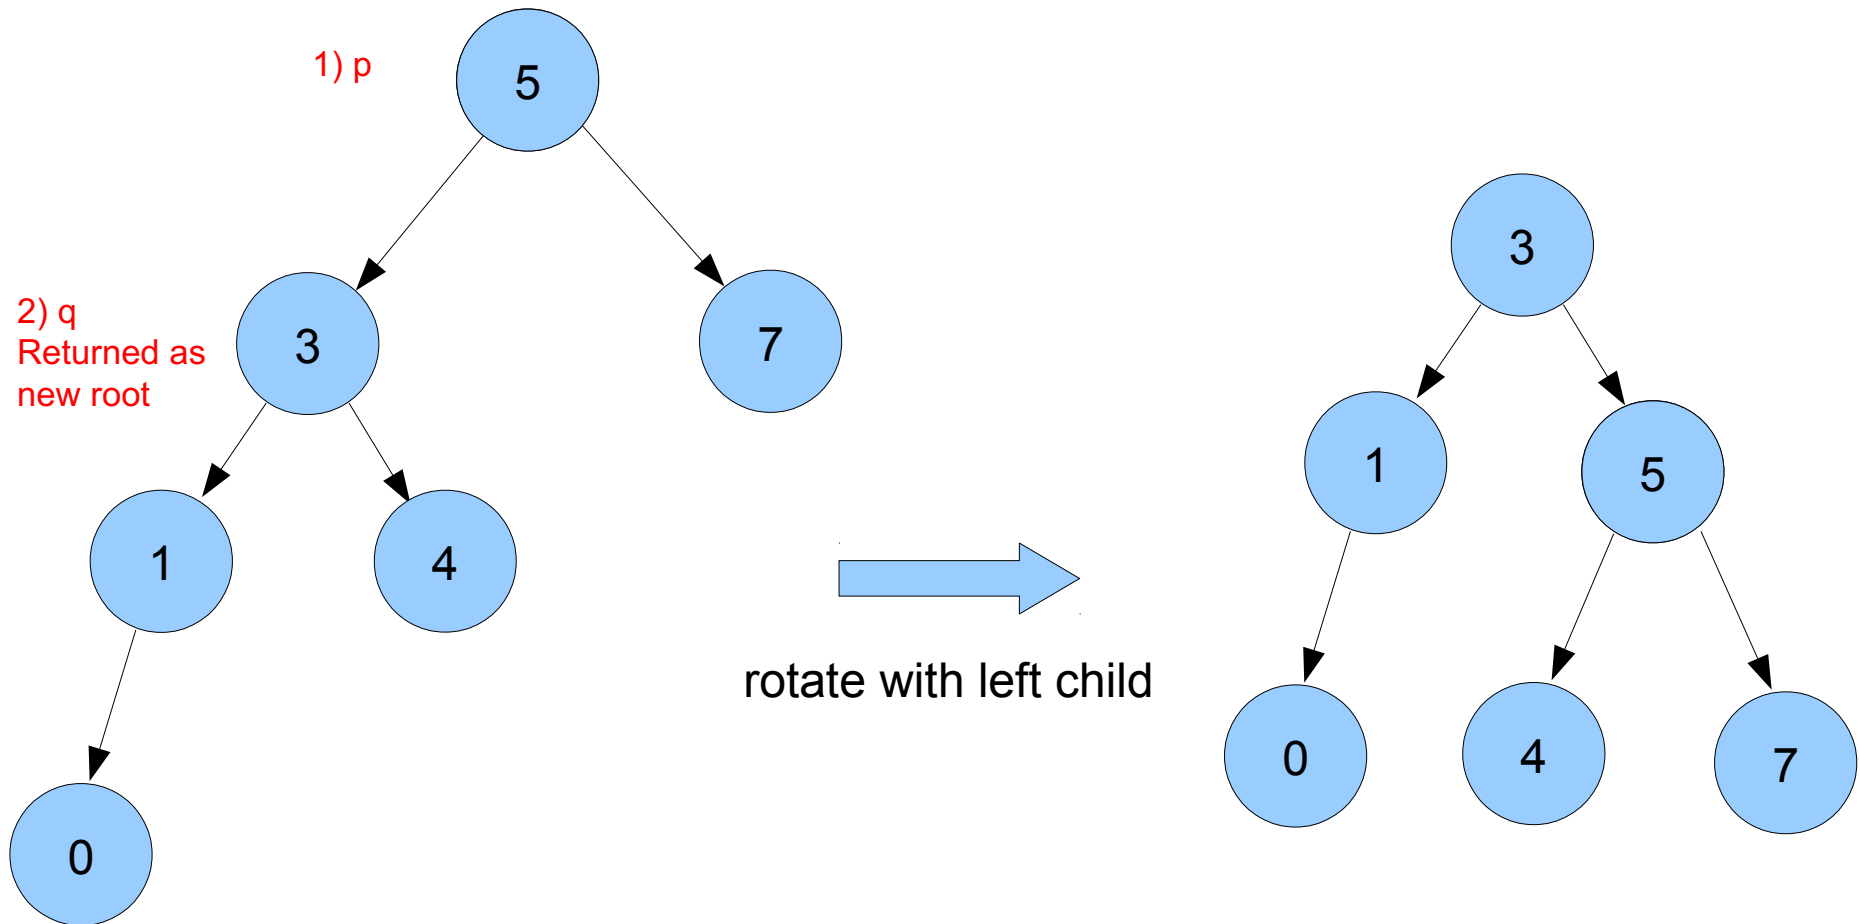 1) p
5
2) q
Returned as
new root
3
7
1
4
0
rotate with left child
3
1
5
0
4
7